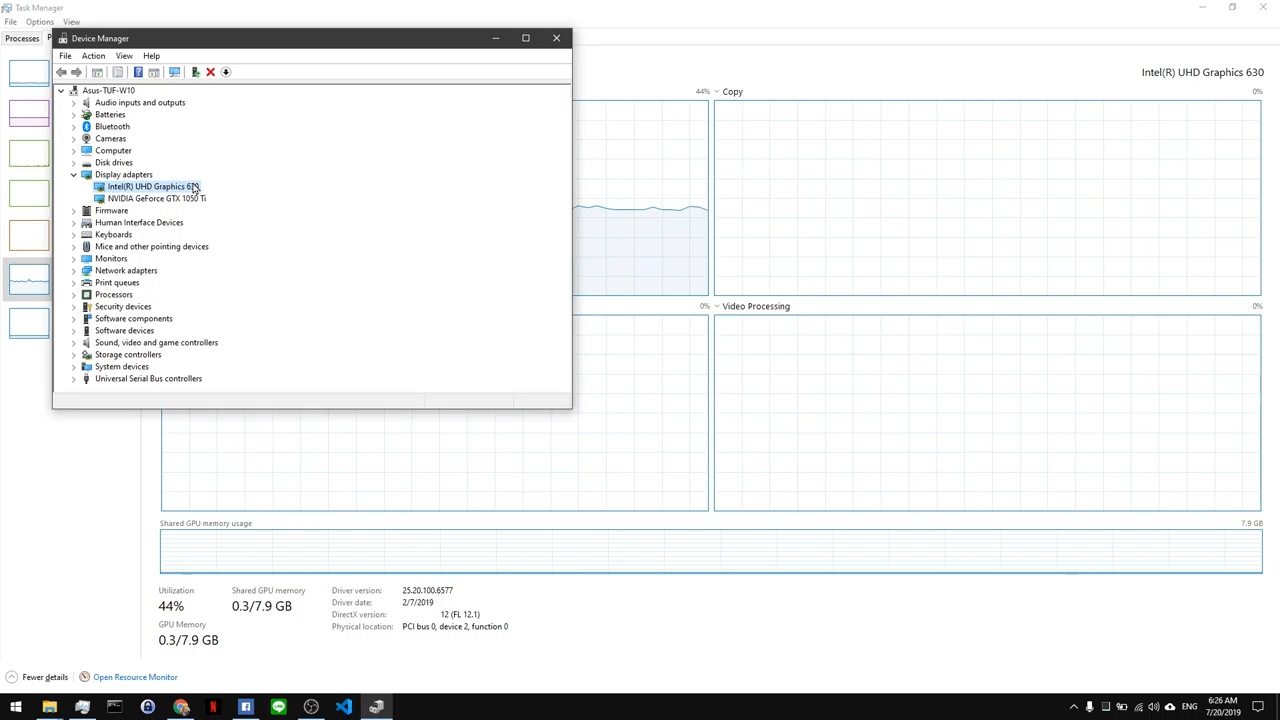 Task Manager
File Options View
Processes
Device Manager
File Action View Help
Asus-TUF-W10
Audio inputs and outputs
Batteries
Bluetooth
Cameras
Computer
Disk drives
Display adapters
Intel(R) UHD Graphics 630
NVIDIA GeForce GTX 1050 Ti
Firmware
Human Interface Devices
Keyboards
Mice and other pointing devices
Monitors
Network adapters
Print queues
Processors
Security devices
Software components
Software devices
Sound, video and game controllers
Storage controllers
System devices
Universal Serial Bus controllers
Intel(R) UHD Graphics 630
44% Copy 0%
0% Video Processing 0%
Shared GPU memory usage 7.9 GB
Utilization
44%
Shared GPU memory
0.3/7.9 GB
GPU Memory
0.3/7.9 GB
Driver version: 25.20.100.6577
Driver date: 2/7/2019
DirectX version: 12 (FL 12.1)
Physical location: PCI bus 0, device 2, function 0
Fewer details Open Resource Monitor
6:26 AM
7/20/2019